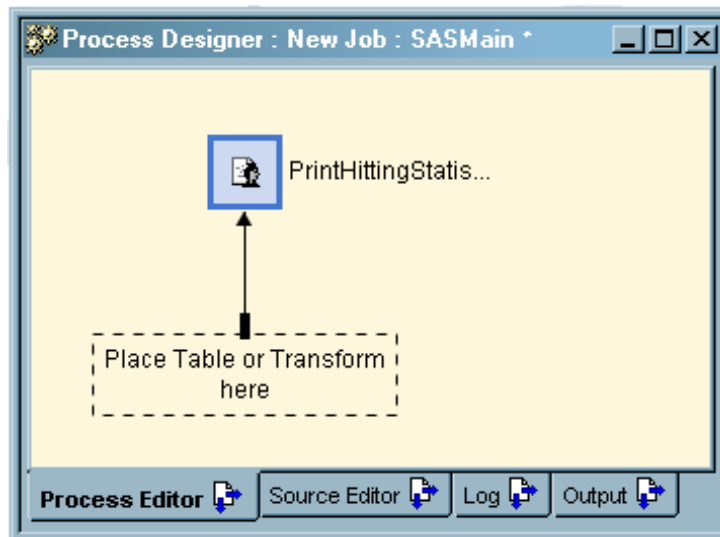 Process Designer : New Job : SASMain *
PrintHittingStatis...
Place Table or Transform
here
Process Editor
Source Editor
Log
Output